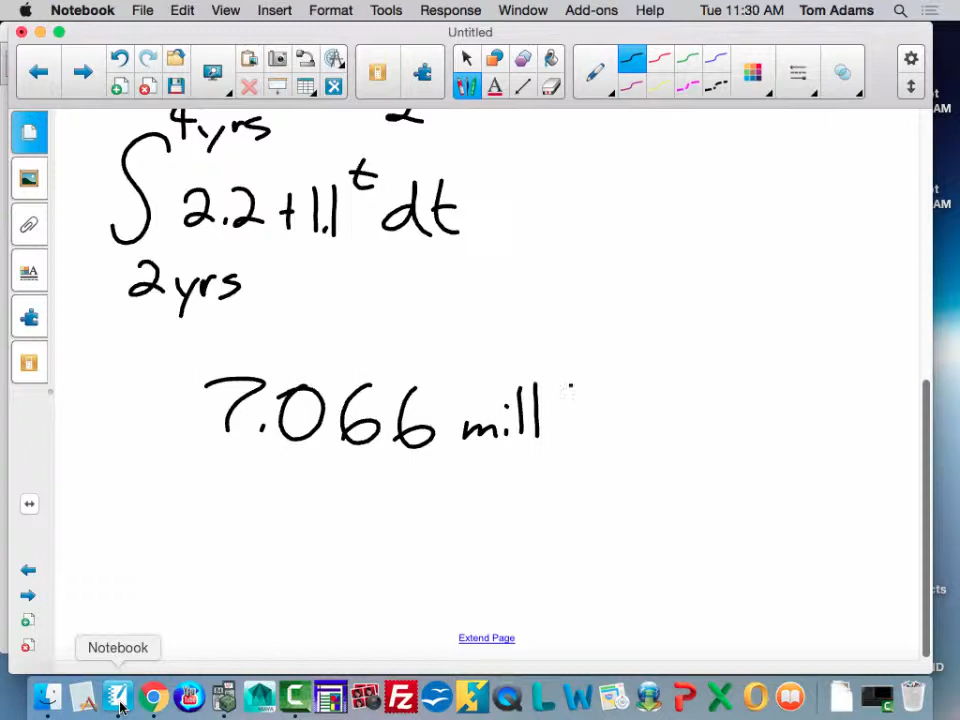 Notebook File Edit View Insert Format Tools Response Window Add-ons Help Tue 11:30 AM Tom Adams
Untitled
4yrs 2
∫ 2.2+1.1^t dt
2yrs
7.066 mill
Extend Page
Notebook